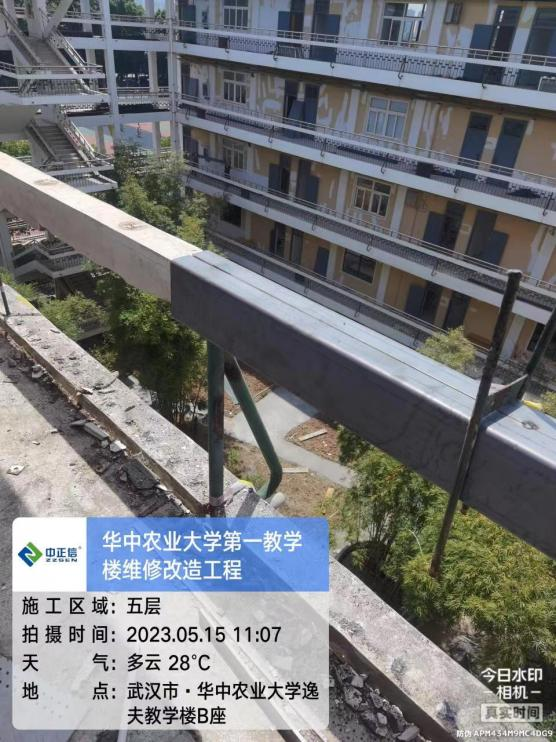 中正信
ZZSEN
华中农业大学第一教学
楼维修改造工程
施工区域：五层
拍摄时间：2023.05.15 11:07
天气：多云 28°C
地点：武汉市·华中农业大学逸
夫教学楼B座
今日水印
-相机-
真实时间
防伪 APM434M9MC4DG9